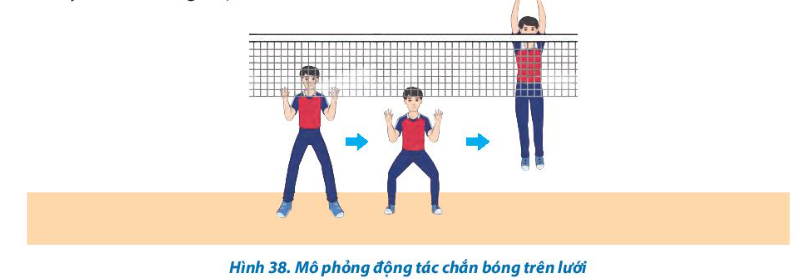 Hình 38. Mô phỏng động tác chắn bóng trên lưới